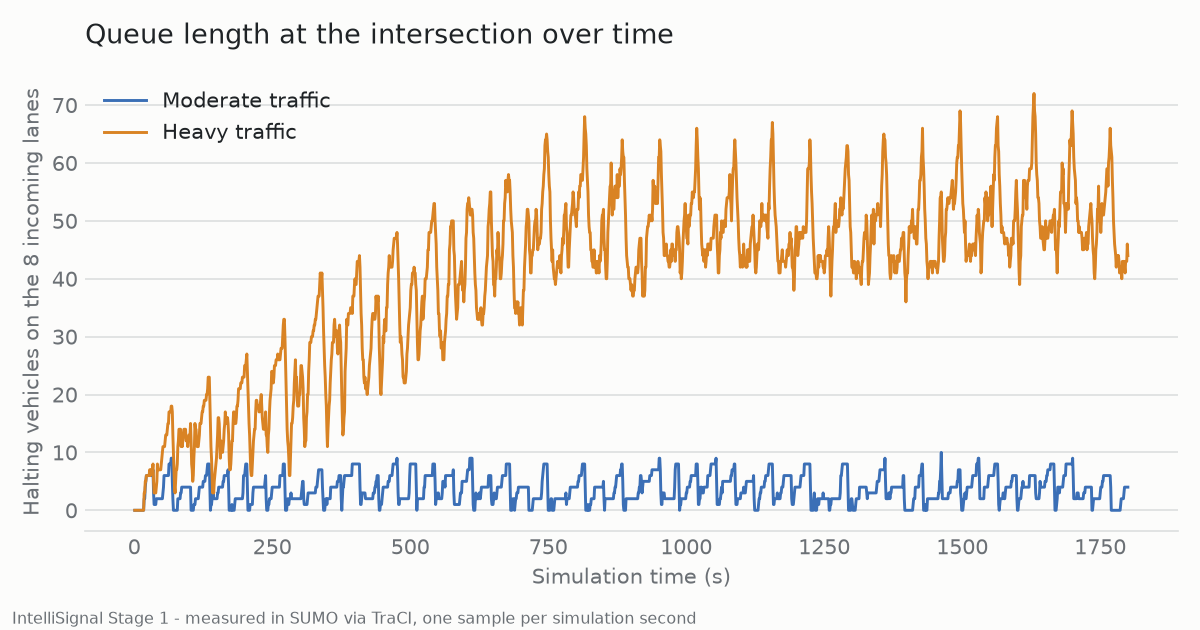 Queue length at the intersection over time
Halting vehicles on the 8 incoming lanes
Moderate traffic
Heavy traffic
70
60
50
40
30
20
10
0
0 250 500 750 1000 1250 1500 1750
Simulation time (s)
IntelliSignal Stage 1 - measured in SUMO via TraCI, one sample per simulation second